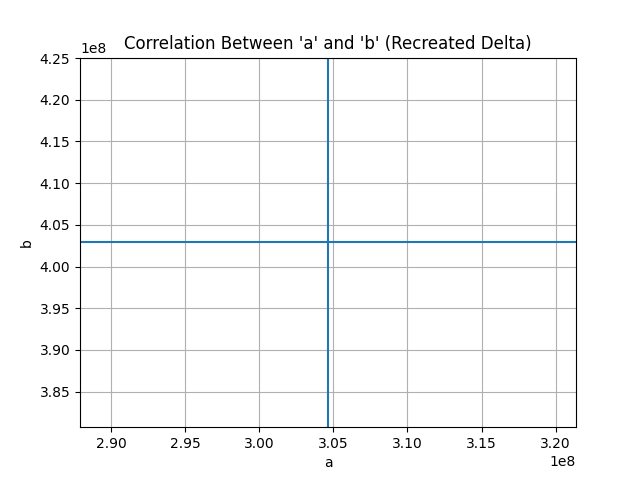 Correlation Between 'a' and 'b' (Recreated Delta)
1e8
4.25
4.20
4.15
4.10
4.05
4.00
3.95
3.90
3.85
b
2.90 2.95 3.00 3.05 3.10 3.15 3.20
a
1e8